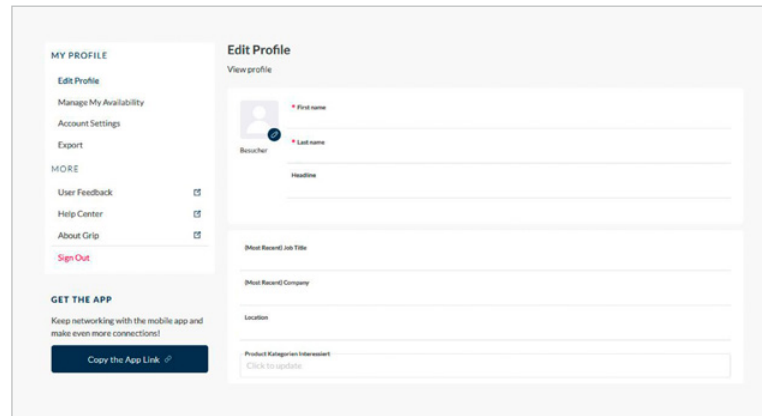 MY PROFILE
Edit Profile
Manage My Availability
Account Settings
Export
MORE
User Feedback
Help Center
About Grip
Sign Out
GET THE APP
Keep networking with the mobile app and
make even more connections!
Copy the App Link
Edit Profile
View profile
Besucher
* First name
* Last name
Headline
(Most Recent) Job Title
(Most Recent) Company
Location
Product Kategorien Interessiert
Click to update